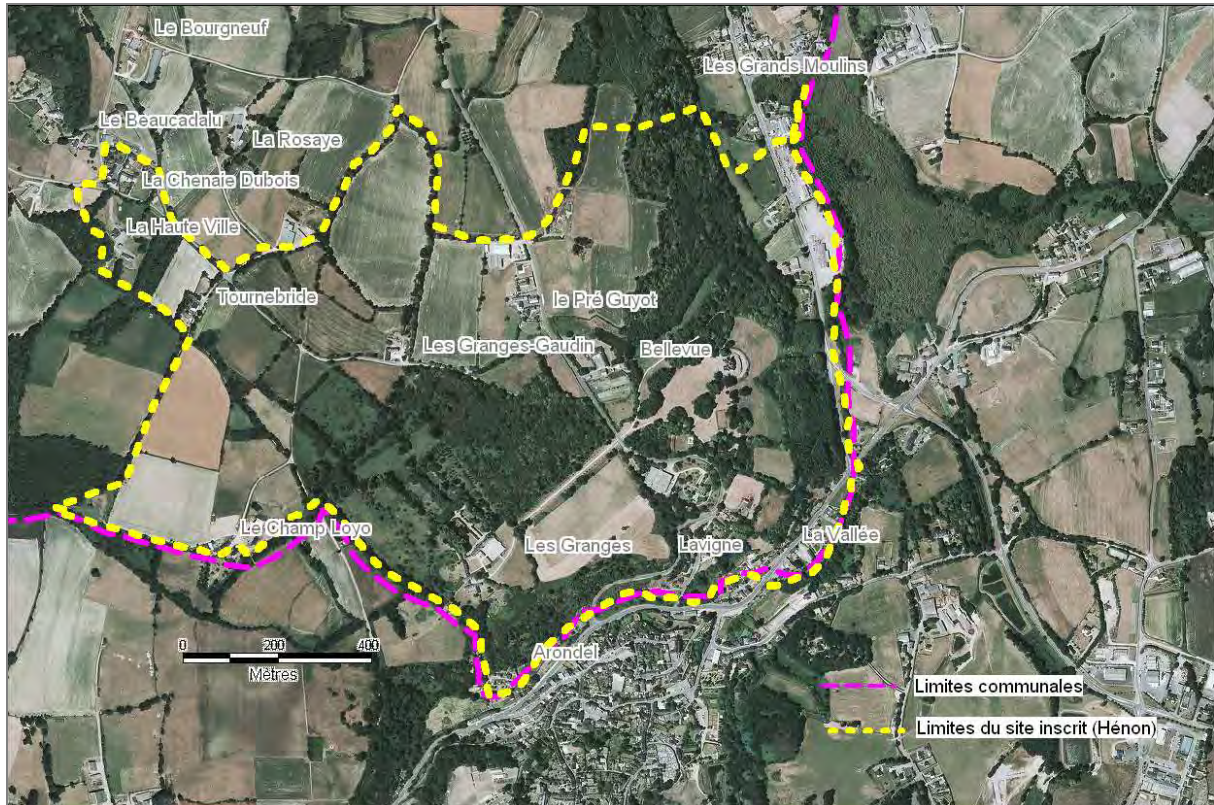 Le Bourgneuf
Les Grands Moulins
Le Beaucadalu
La Rosaye
La Chenaie Dubois
La Haute Ville
Tournebride
le Pré Guyot
Les Granges-Gaudin
Bellevue
Le Champ Loyo
Les Granges
Lavigne
La Vallée
Arondel
0 200 400
Mètres
Limites communales
Limites du site inscrit (Hénon)